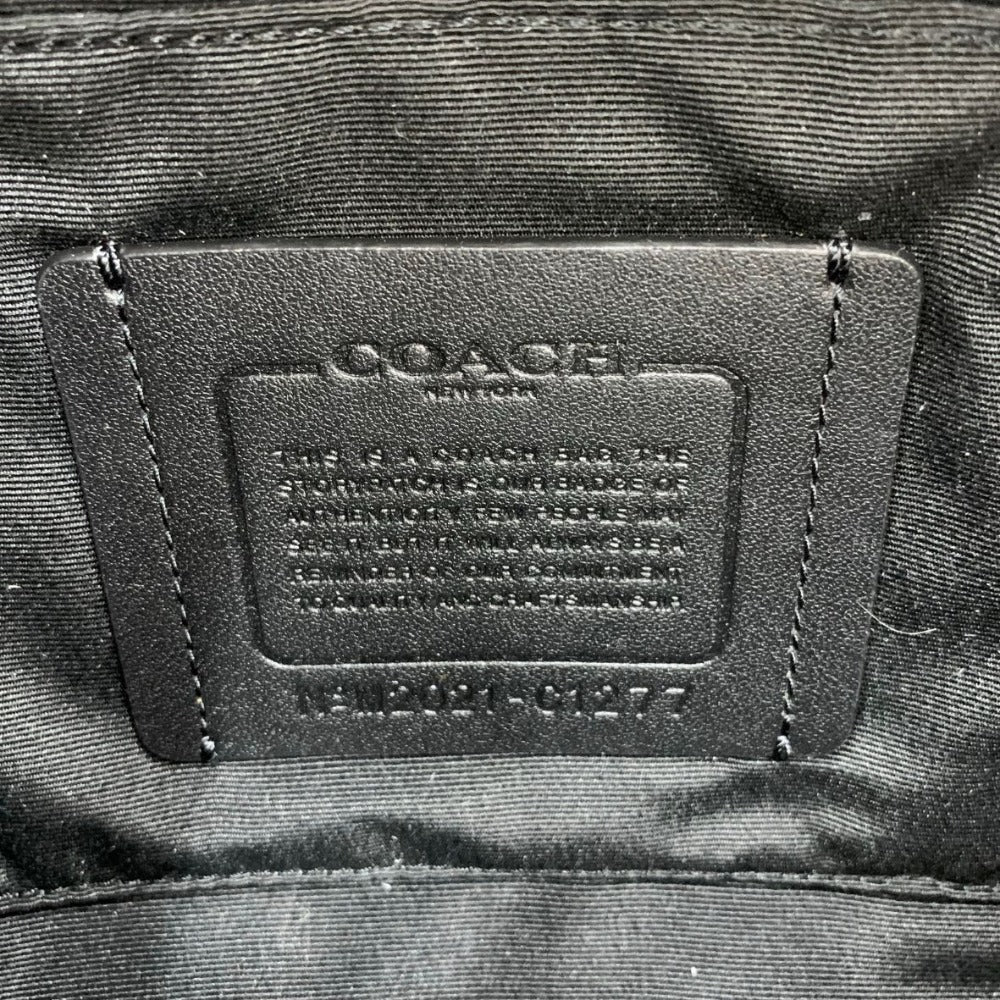 COACH
NEW YORK
THIS IS A COACH BAG. THE
STORYPATCH IS OUR BADGE OF
AUTHENTICITY. FEW PEOPLE MAY
SEE IT, BUT IT WILL ALWAYS BE A
REMINDER OF OUR COMMITMENT
TO QUALITY AND CRAFTSMANSHIP.
2021-C1277